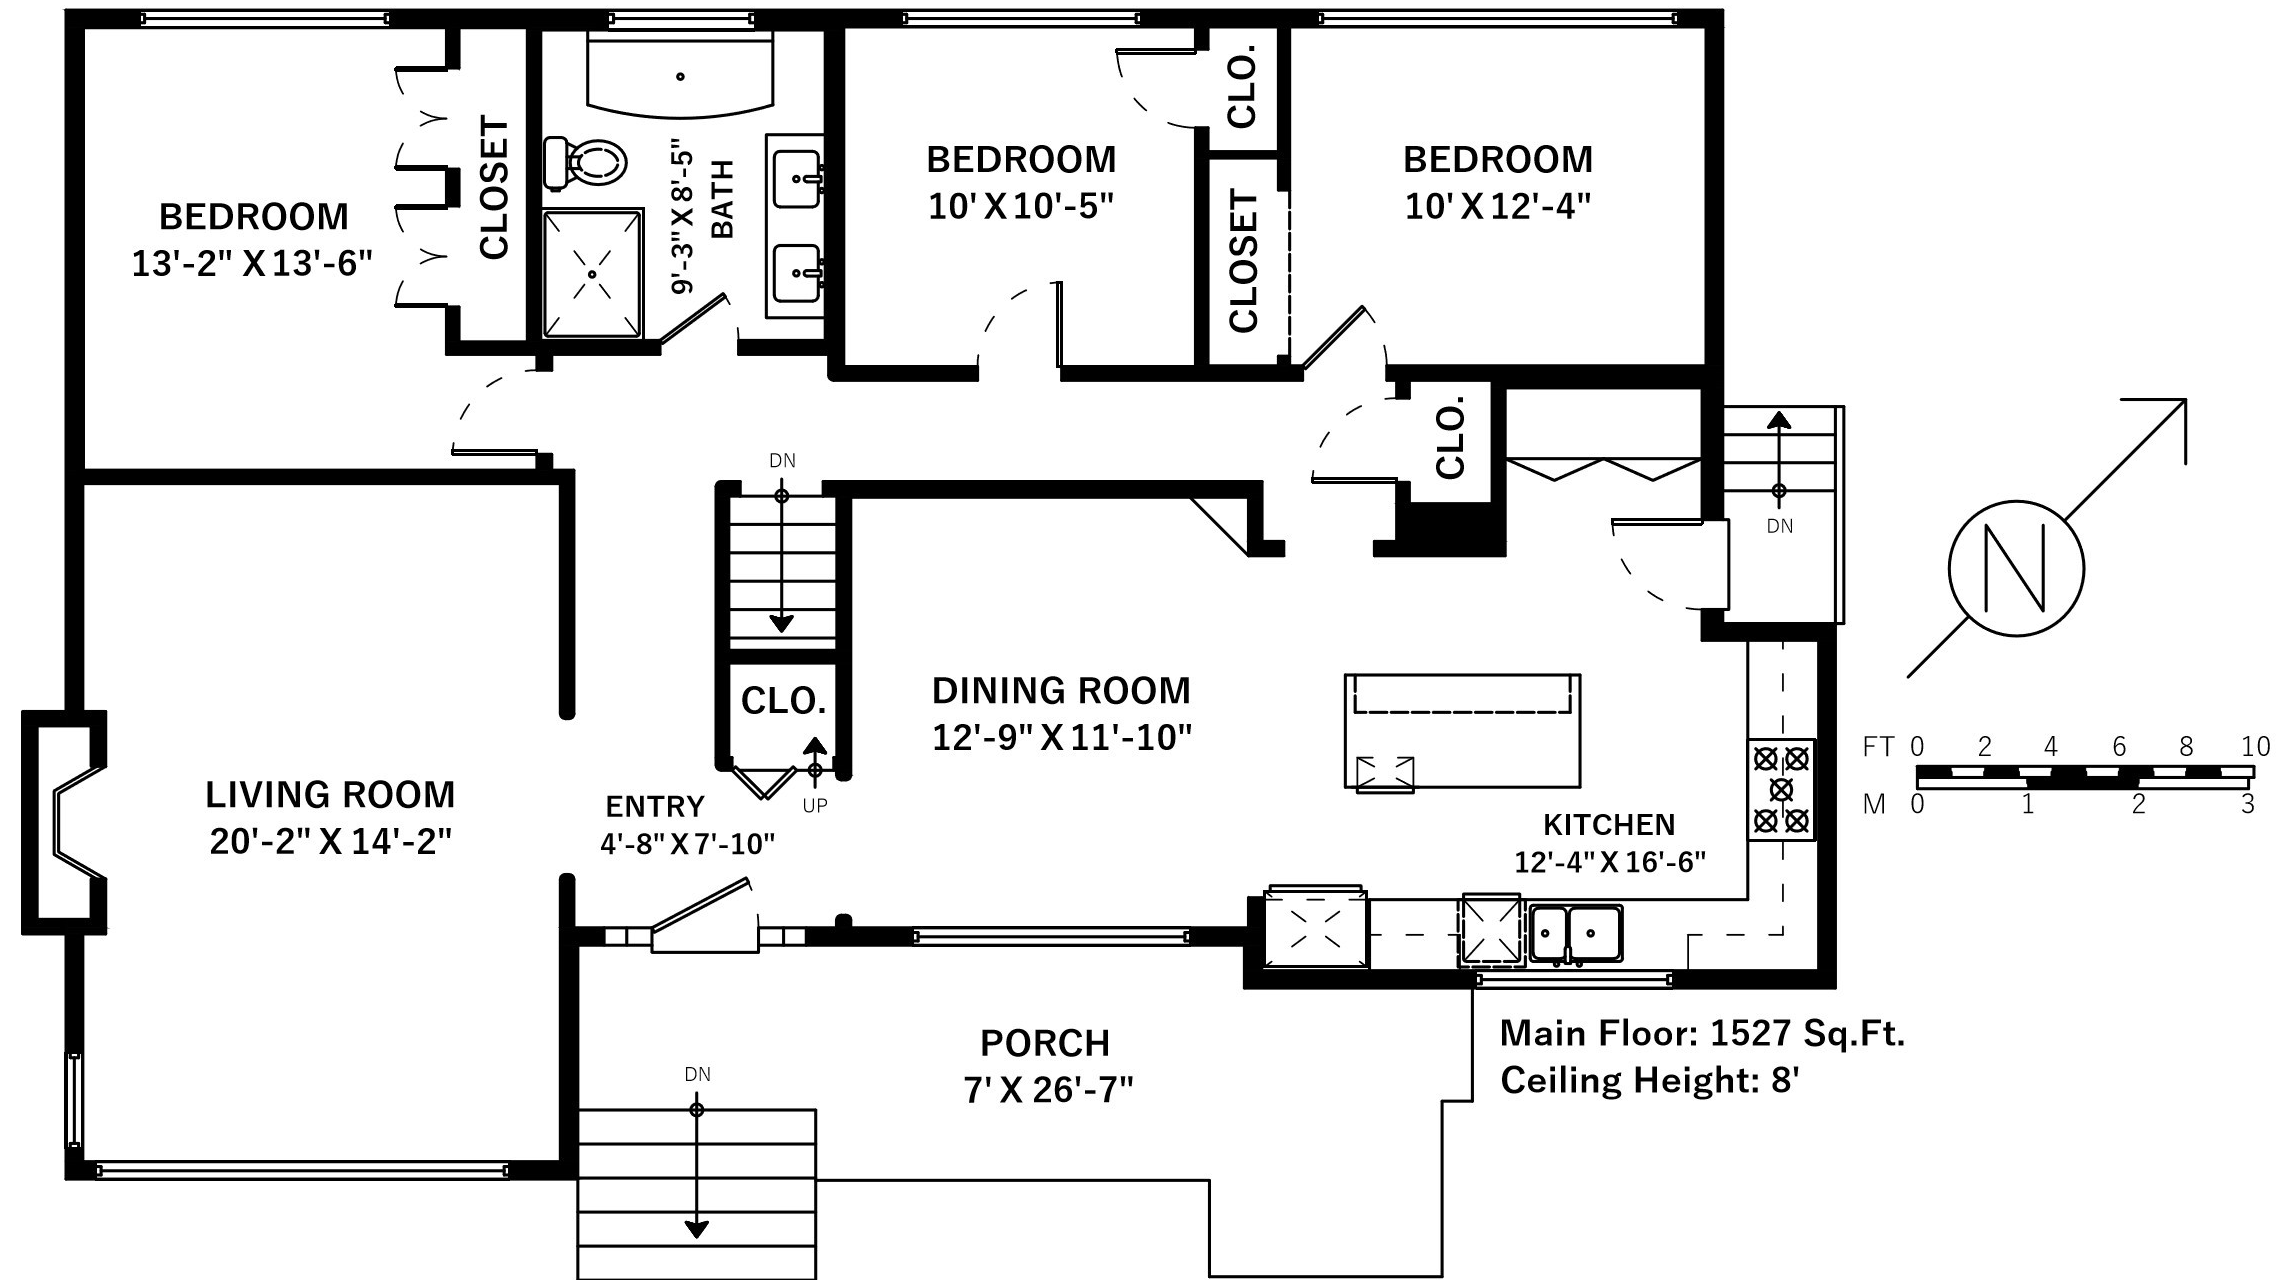 CLO.
CLOSET
9'-3" X 8'-5"
BATH
BEDROOM
10' X 10'-5"
BEDROOM
10' X 12'-4"
BEDROOM
13'-2" X 13'-6"
CLOSET
CLO.
DN
DN
N
CLO.
DINING ROOM
12'-9" X 11'-10"
FT 0 2 4 6 8 10
M 0 1 2 3
LIVING ROOM
20'-2" X 14'-2"
ENTRY
4'-8" X 7'-10"
UP
KITCHEN
12'-4" X 16'-6"
PORCH
7' X 26'-7"
DN
Main Floor: 1527 Sq.Ft.
Ceiling Height: 8'